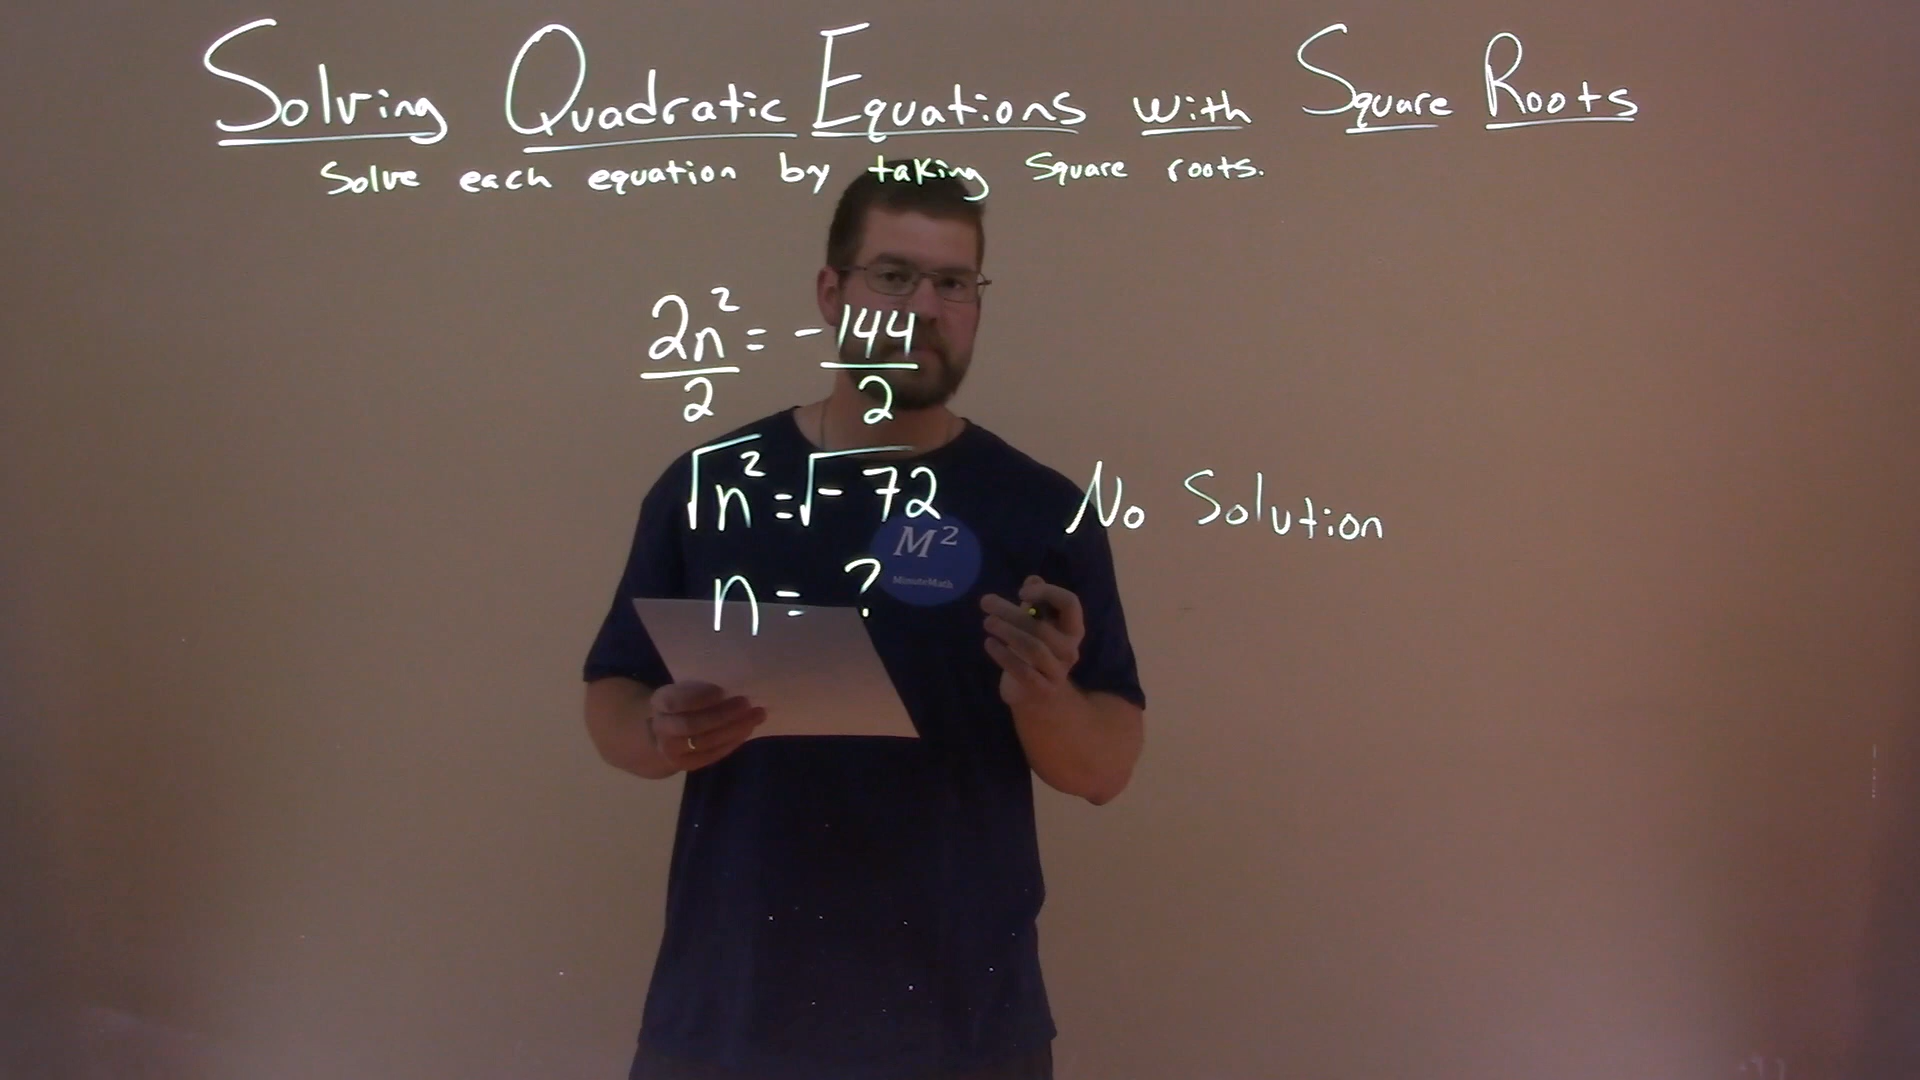 Solving Quadratic Equations with Square Roots
Solve each equation by taking Square roots.
2n² = -144
2 2
√n² = √-72 No Solution
M²
MinuteMath
n = ?